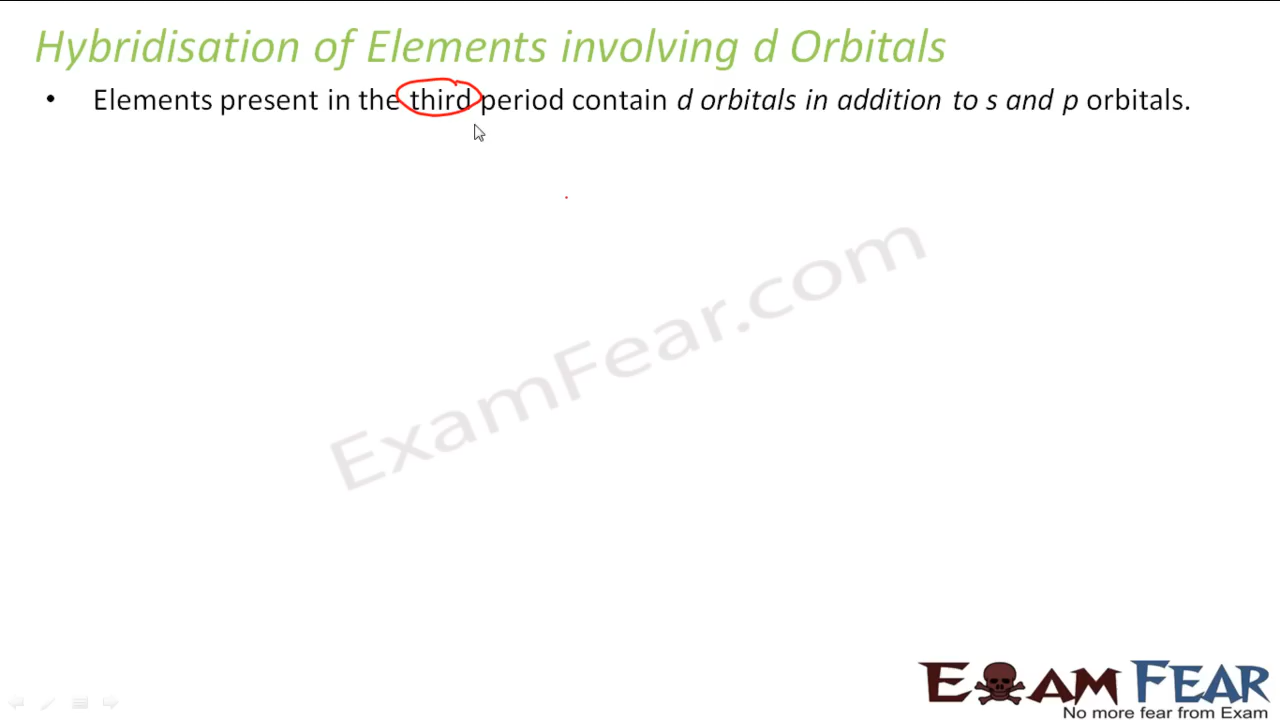 Hybridisation of Elements involving d Orbitals
• Elements present in the third period contain d orbitals in addition to s and p orbitals.
ExamFear.com
EXAM FEAR
No more fear from Exam